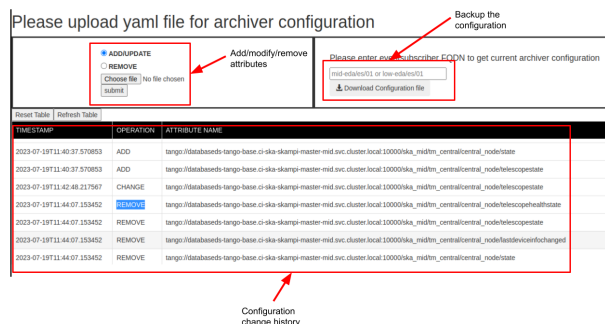 Please upload yaml file for archiver configuration
Backup the
configuration
ADD/UPDATE
REMOVE
Choose file No file chosen
submit
Add/modify/remove
attributes
Please enter eventsubscriber FQDN to get current archiver configuration
mid-eda/es/01 or low-eda/es/01
Download Configuration file
Reset Table Refresh Table
TIMESTAMP OPERATION ATTRIBUTE NAME
2023-07-19T11:40:37.570853 ADD tango://databaseds-tango-base.ci-ska-skampi-master-mid.svc.cluster.local:10000/ska_mid/tm_central/central_node/state
2023-07-19T11:40:37.570853 ADD tango://databaseds-tango-base.ci-ska-skampi-master-mid.svc.cluster.local:10000/ska_mid/tm_central/central_node/telescopestate
2023-07-19T11:42:48.217567 CHANGE tango://databaseds-tango-base.ci-ska-skampi-master-mid.svc.cluster.local:10000/ska_mid/tm_central/central_node/telescopestate
2023-07-19T11:44:07.153452 REMOVE tango://databaseds-tango-base.ci-ska-skampi-master-mid.svc.cluster.local:10000/ska_mid/tm_central/central_node/telescopehealthstate
2023-07-19T11:44:07.153452 REMOVE tango://databaseds-tango-base.ci-ska-skampi-master-mid.svc.cluster.local:10000/ska_mid/tm_central/central_node/telescopestate
2023-07-19T11:44:07.153452 REMOVE tango://databaseds-tango-base.ci-ska-skampi-master-mid.svc.cluster.local:10000/ska_mid/tm_central/central_node/lastdeviceinfochanged
2023-07-19T11:44:07.153452 REMOVE tango://databaseds-tango-base.ci-ska-skampi-master-mid.svc.cluster.local:10000/ska_mid/tm_central/central_node/state
Configuration
change history